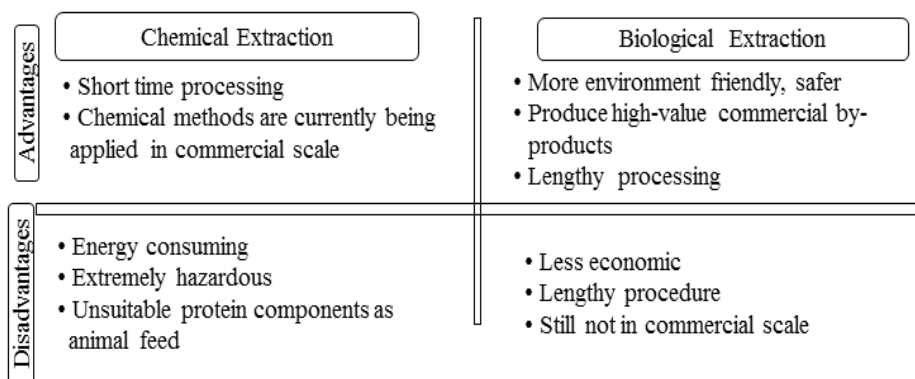 Chemical Extraction
Biological Extraction
Advantages
• Short time processing
• Chemical methods are currently being
applied in commercial scale
• More environment friendly, safer
• Produce high-value commercial by-
products
• Lengthy processing
Disadvantages
• Energy consuming
• Extremely hazardous
• Unsuitable protein components as
animal feed
• Less economic
• Lengthy procedure
• Still not in commercial scale